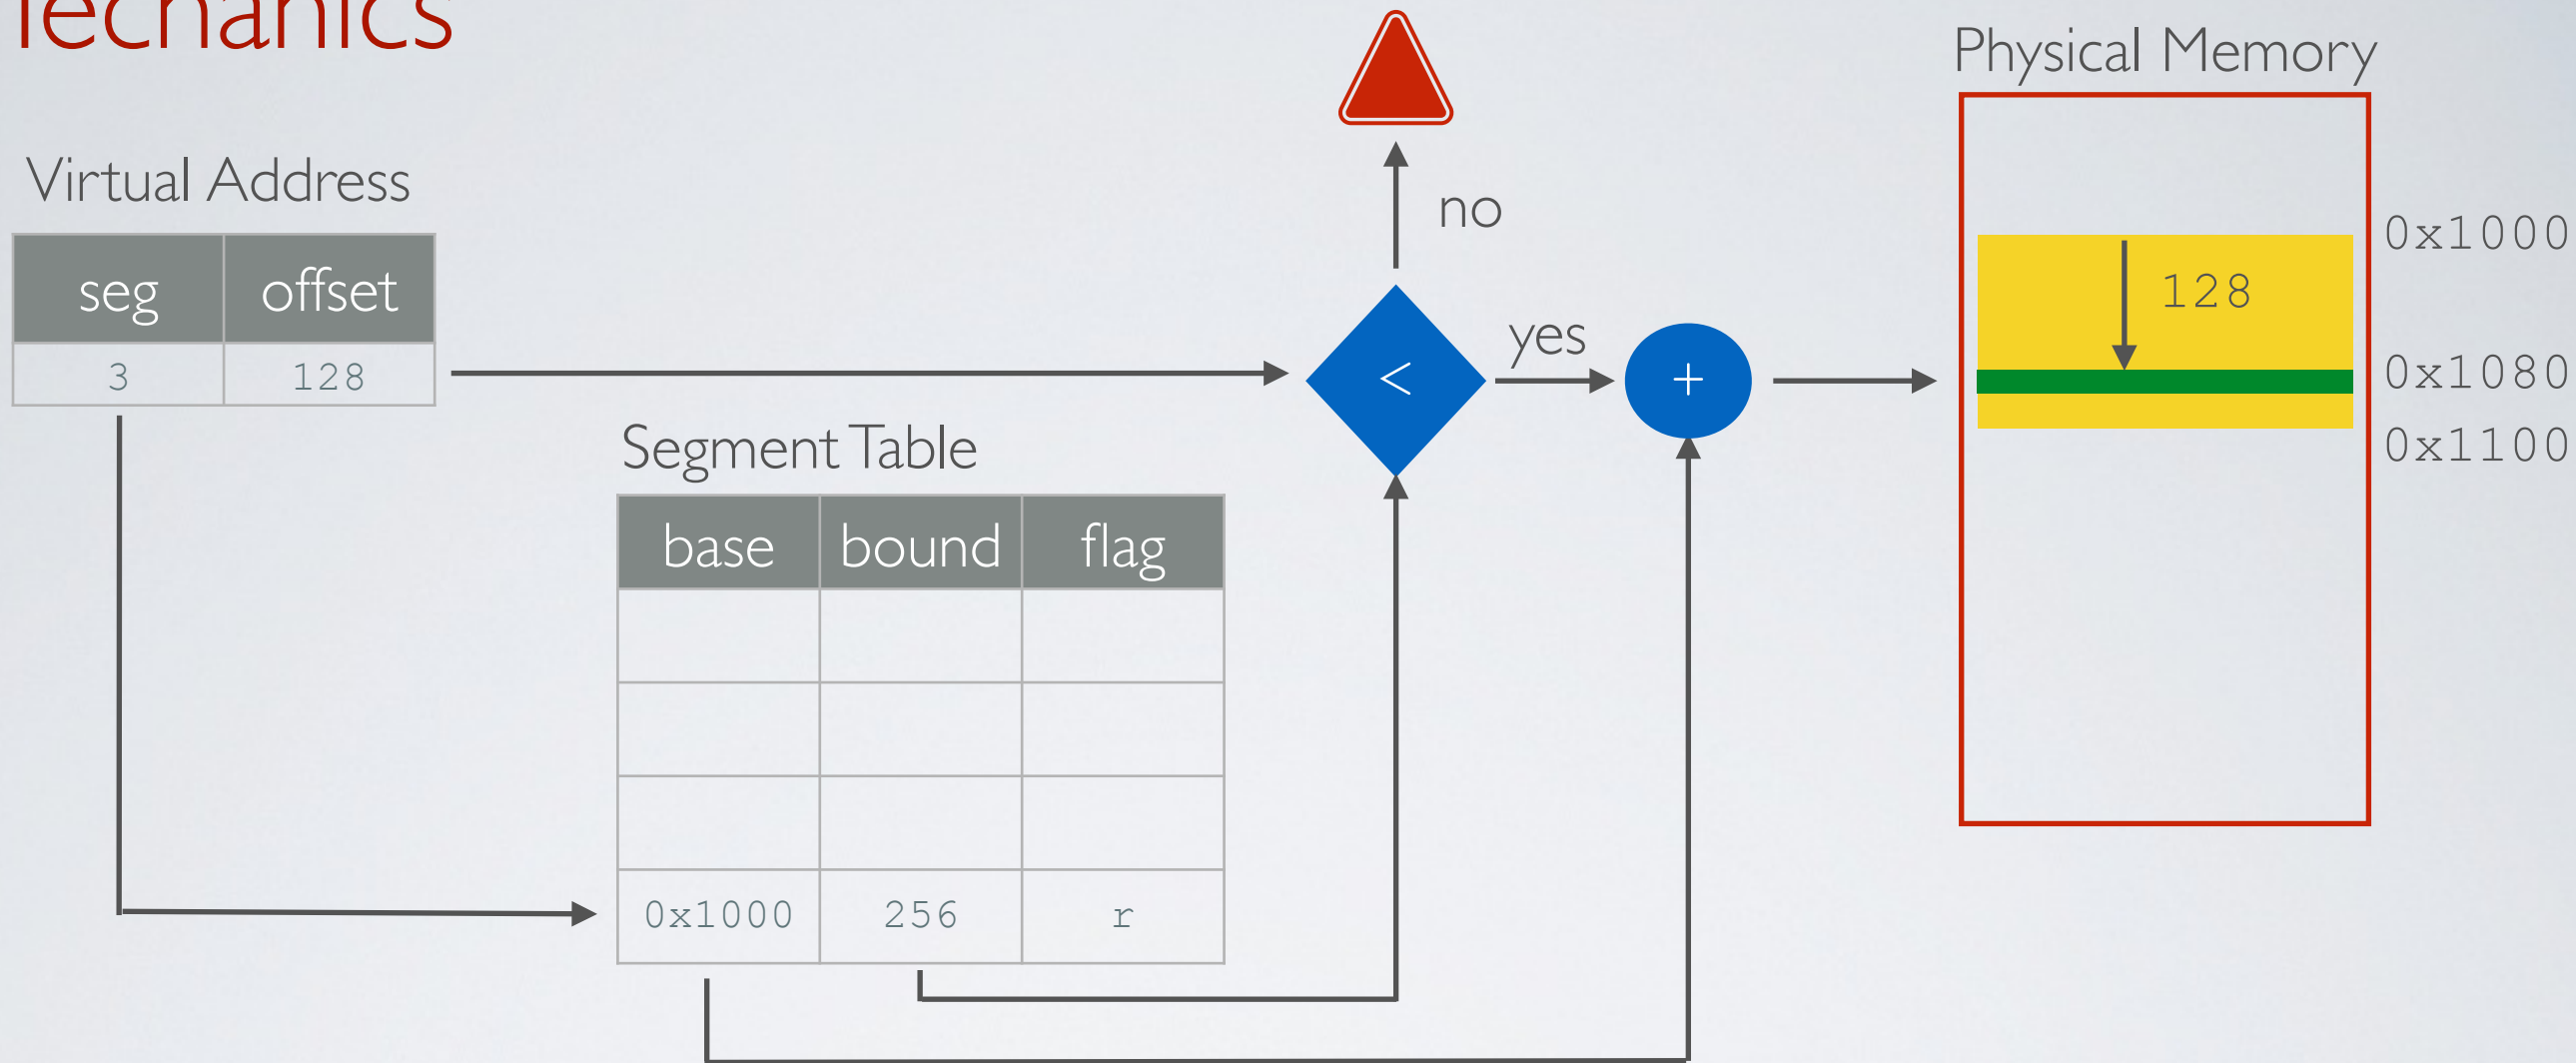 Virtual Address
seg offset
3 128
Segment Table
base bound flag
0x1000 256 r
no
<
yes
+
Physical Memory
0x1000
128
0x1080
0x1100